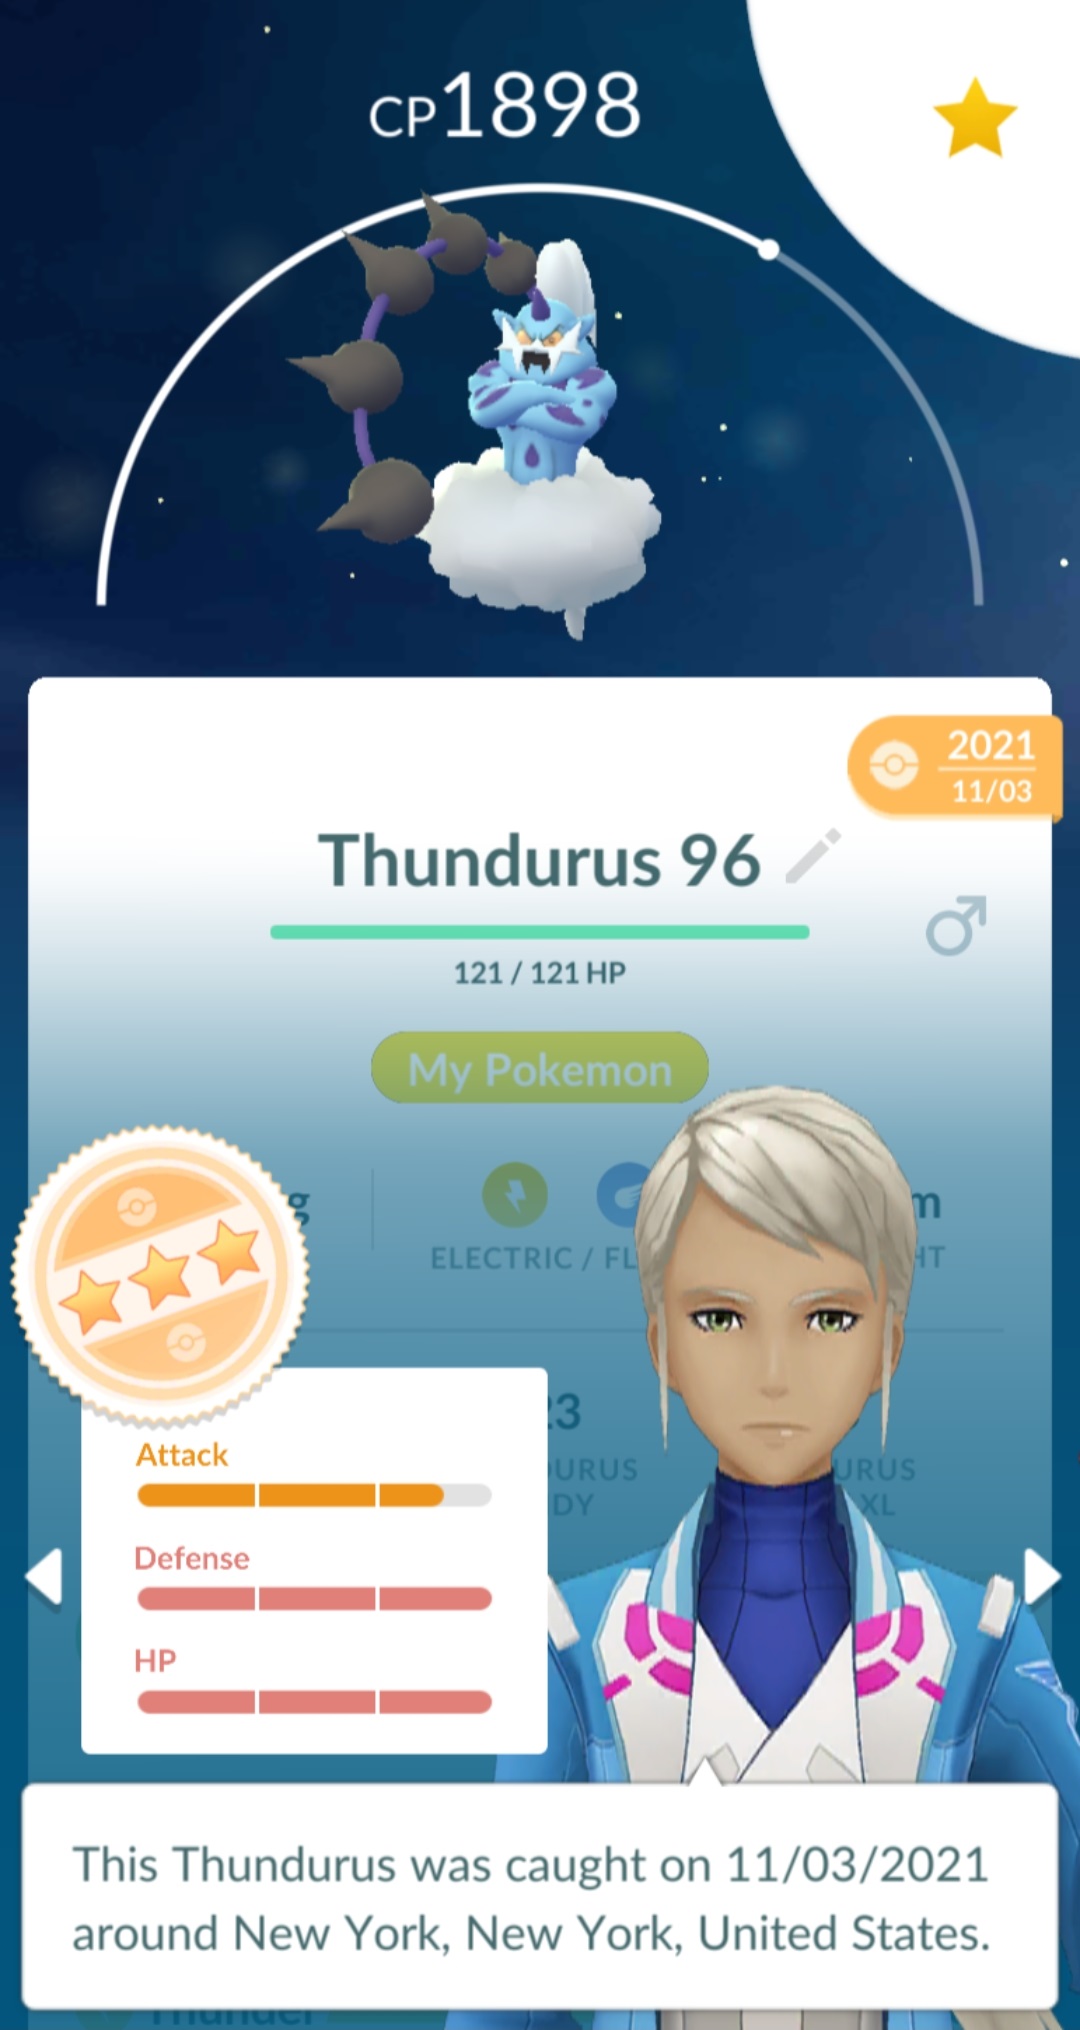 CP1898
2021
11/03
Thundurus 96
121 / 121 HP
My Pokemon
ELECTRIC / FL
Attack
Defense
HP
This Thundurus was caught on 11/03/2021
around New York, New York, United States.
Thunder